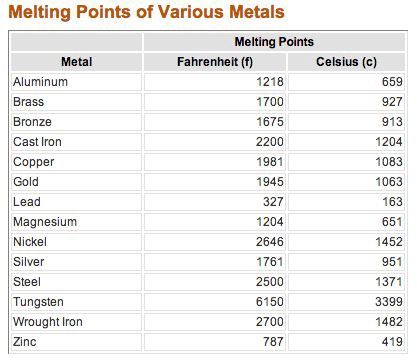 Melting Points of Various Metals
Melting Points
Metal Fahrenheit (f) Celsius (c)
Aluminum 1218 659
Brass 1700 927
Bronze 1675 913
Cast Iron 2200 1204
Copper 1981 1083
Gold 1945 1063
Lead 327 163
Magnesium 1204 651
Nickel 2646 1452
Silver 1761 951
Steel 2500 1371
Tungsten 6150 3399
Wrought Iron 2700 1482
Zinc 787 419